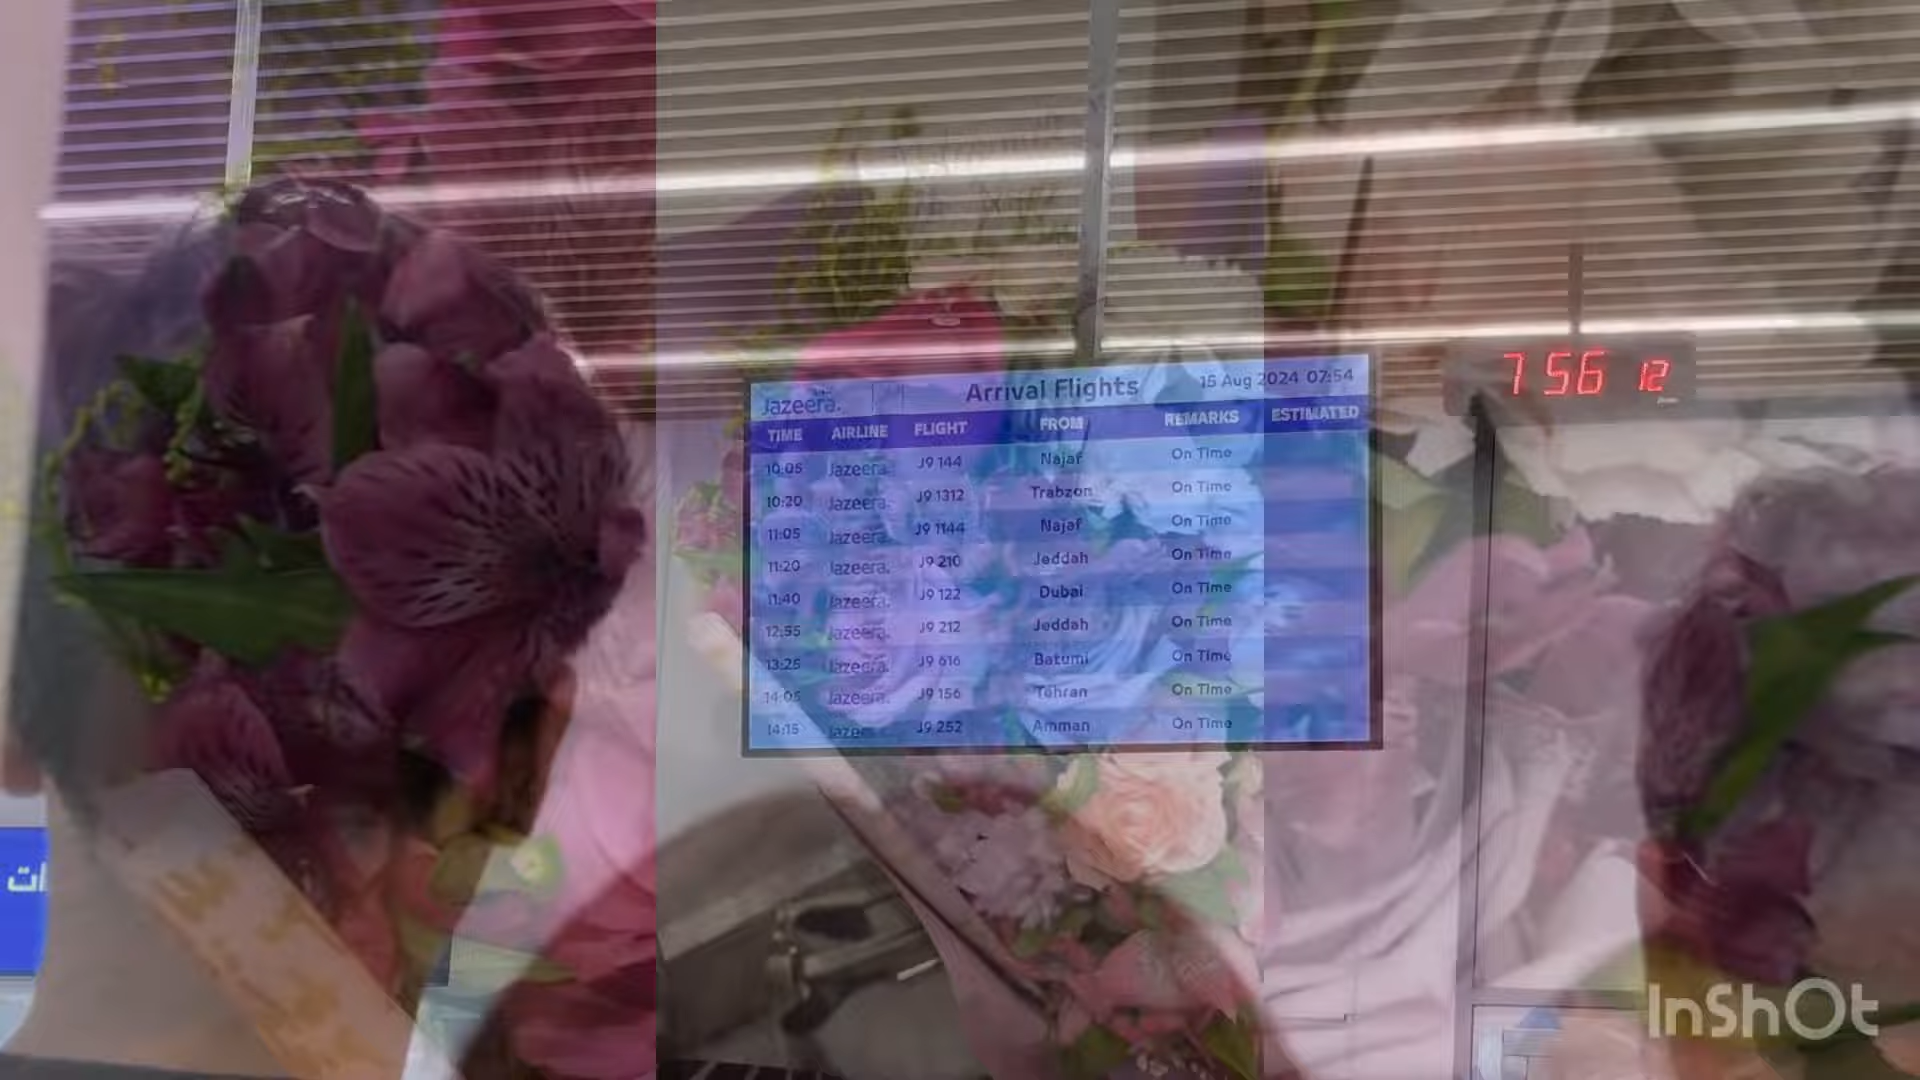 Jazeera. Arrival Flights 15 Aug 2024 07:54
TIME AIRLINE FLIGHT FROM REMARKS ESTIMATED
10:05 Jazeera. J9 144 Najaf On Time
10:20 Jazeera. J9 1312 Trabzon On Time
11:05 Jazeera. J9 1144 Najaf On Time
11:20 Jazeera. J9 210 Jeddah On Time
11:40 Jazeera. J9 122 Dubai On Time
12:55 Jazeera. J9 212 Jeddah On Time
13:25 Jazeera. J9 616 Batumi On Time
14:05 Jazeera. J9 156 Tehran On Time
14:15 Jazeera. J9 252 Amman On Time
7 56 12
ات
InShOt